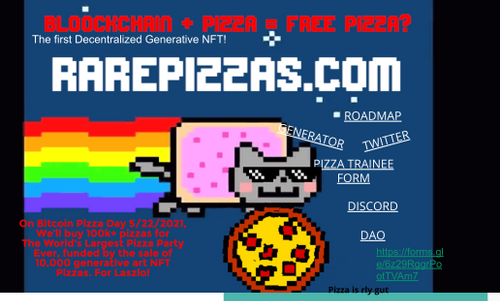 BLOOCKCHAIN + PIZZA = FREE PIZZA?
The first Decentralized Generative NFT!
RAREPIZZAS.COM
ROADMAP
GENERATOR
TWITTER
PIZZA TRAINEE
FORM
DISCORD
DAO
On Bitcoin Pizza Day 5/22/2021,
We'll buy 100k+ pizzas for
The World's Largest Pizza Party
Ever, funded by the sale of
10,000 generative art NFT
Pizzas. For Laszlo!
https://forms.gl
e/6z29RgqrPo
otTVAm7
Pizza is rly gut